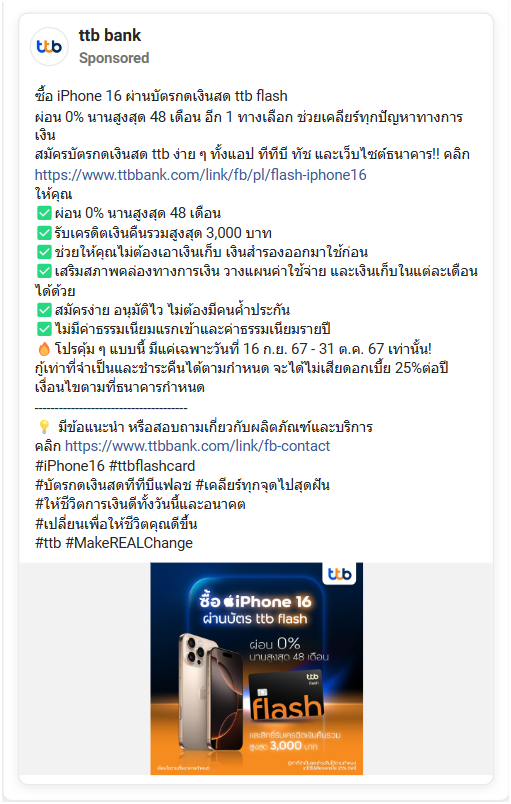 ttb
ttb bank
Sponsored
ซื้อ iPhone 16 ผ่านบัตรกดเงินสด ttb flash
ผ่อน 0% นานสูงสุด 48 เดือน อีก 1 ทางเลือก ช่วยเคลียร์ทุกปัญหาทางการ
เงิน
สมัครบัตรกดเงินสด ttb ง่าย ๆ ทั้งแอป ทีทีบี ทัช และเว็บไซต์ธนาคาร!! คลิก
https://www.ttbbank.com/link/fb/pl/flash-iphone16
ให้คุณ
✅ ผ่อน 0% นานสูงสุด 48 เดือน
✅ รับเครดิตเงินคืนรวมสูงสุด 3,000 บาท
✅ ช่วยให้คุณไม่ต้องเอาเงินเก็บ เงินสำรองออกมาใช้ก่อน
✅ เสริมสภาพคล่องทางการเงิน วางแผนค่าใช้จ่าย และเงินเก็บในแต่ละเดือน
ได้ด้วย
✅ สมัครง่าย อนุมัติไว ไม่ต้องมีคนค้ำประกัน
✅ ไม่มีค่าธรรมเนียมแรกเข้าและค่าธรรมเนียมรายปี
🔥 โปรคุ้ม ๆ แบบนี้ มีแค่เฉพาะวันที่ 16 ก.ย. 67 - 31 ต.ค. 67 เท่านั้น!
กู้เท่าที่จำเป็นและชำระคืนได้ตามกำหนด จะได้ไม่เสียดอกเบี้ย 25%ต่อปี
เงื่อนไขตามที่ธนาคารกำหนด
--------------------------------------
💡 มีข้อแนะนำ หรือสอบถามเกี่ยวกับผลิตภัณฑ์และบริการ
คลิก https://www.ttbbank.com/link/fb-contact
#iPhone16 #ttbflashcard
#บัตรกดเงินสดทีทีบีแฟลช #เคลียร์ทุกจุดไปสุดฝัน
#ให้ชีวิตการเงินดีทั้งวันนี้และอนาคต
#เปลี่ยนเพื่อให้ชีวิตคุณดีขึ้น
#ttb #MakeREALChange
ttb
ซื้อ iPhone 16
ผ่านบัตร ttb flash
ผ่อน 0%
นานสูงสุด 48 เดือน
ttb
flash
และสิทธิ์รับเครดิตเงินคืนรวม
สูงสุด 3,000 บาท